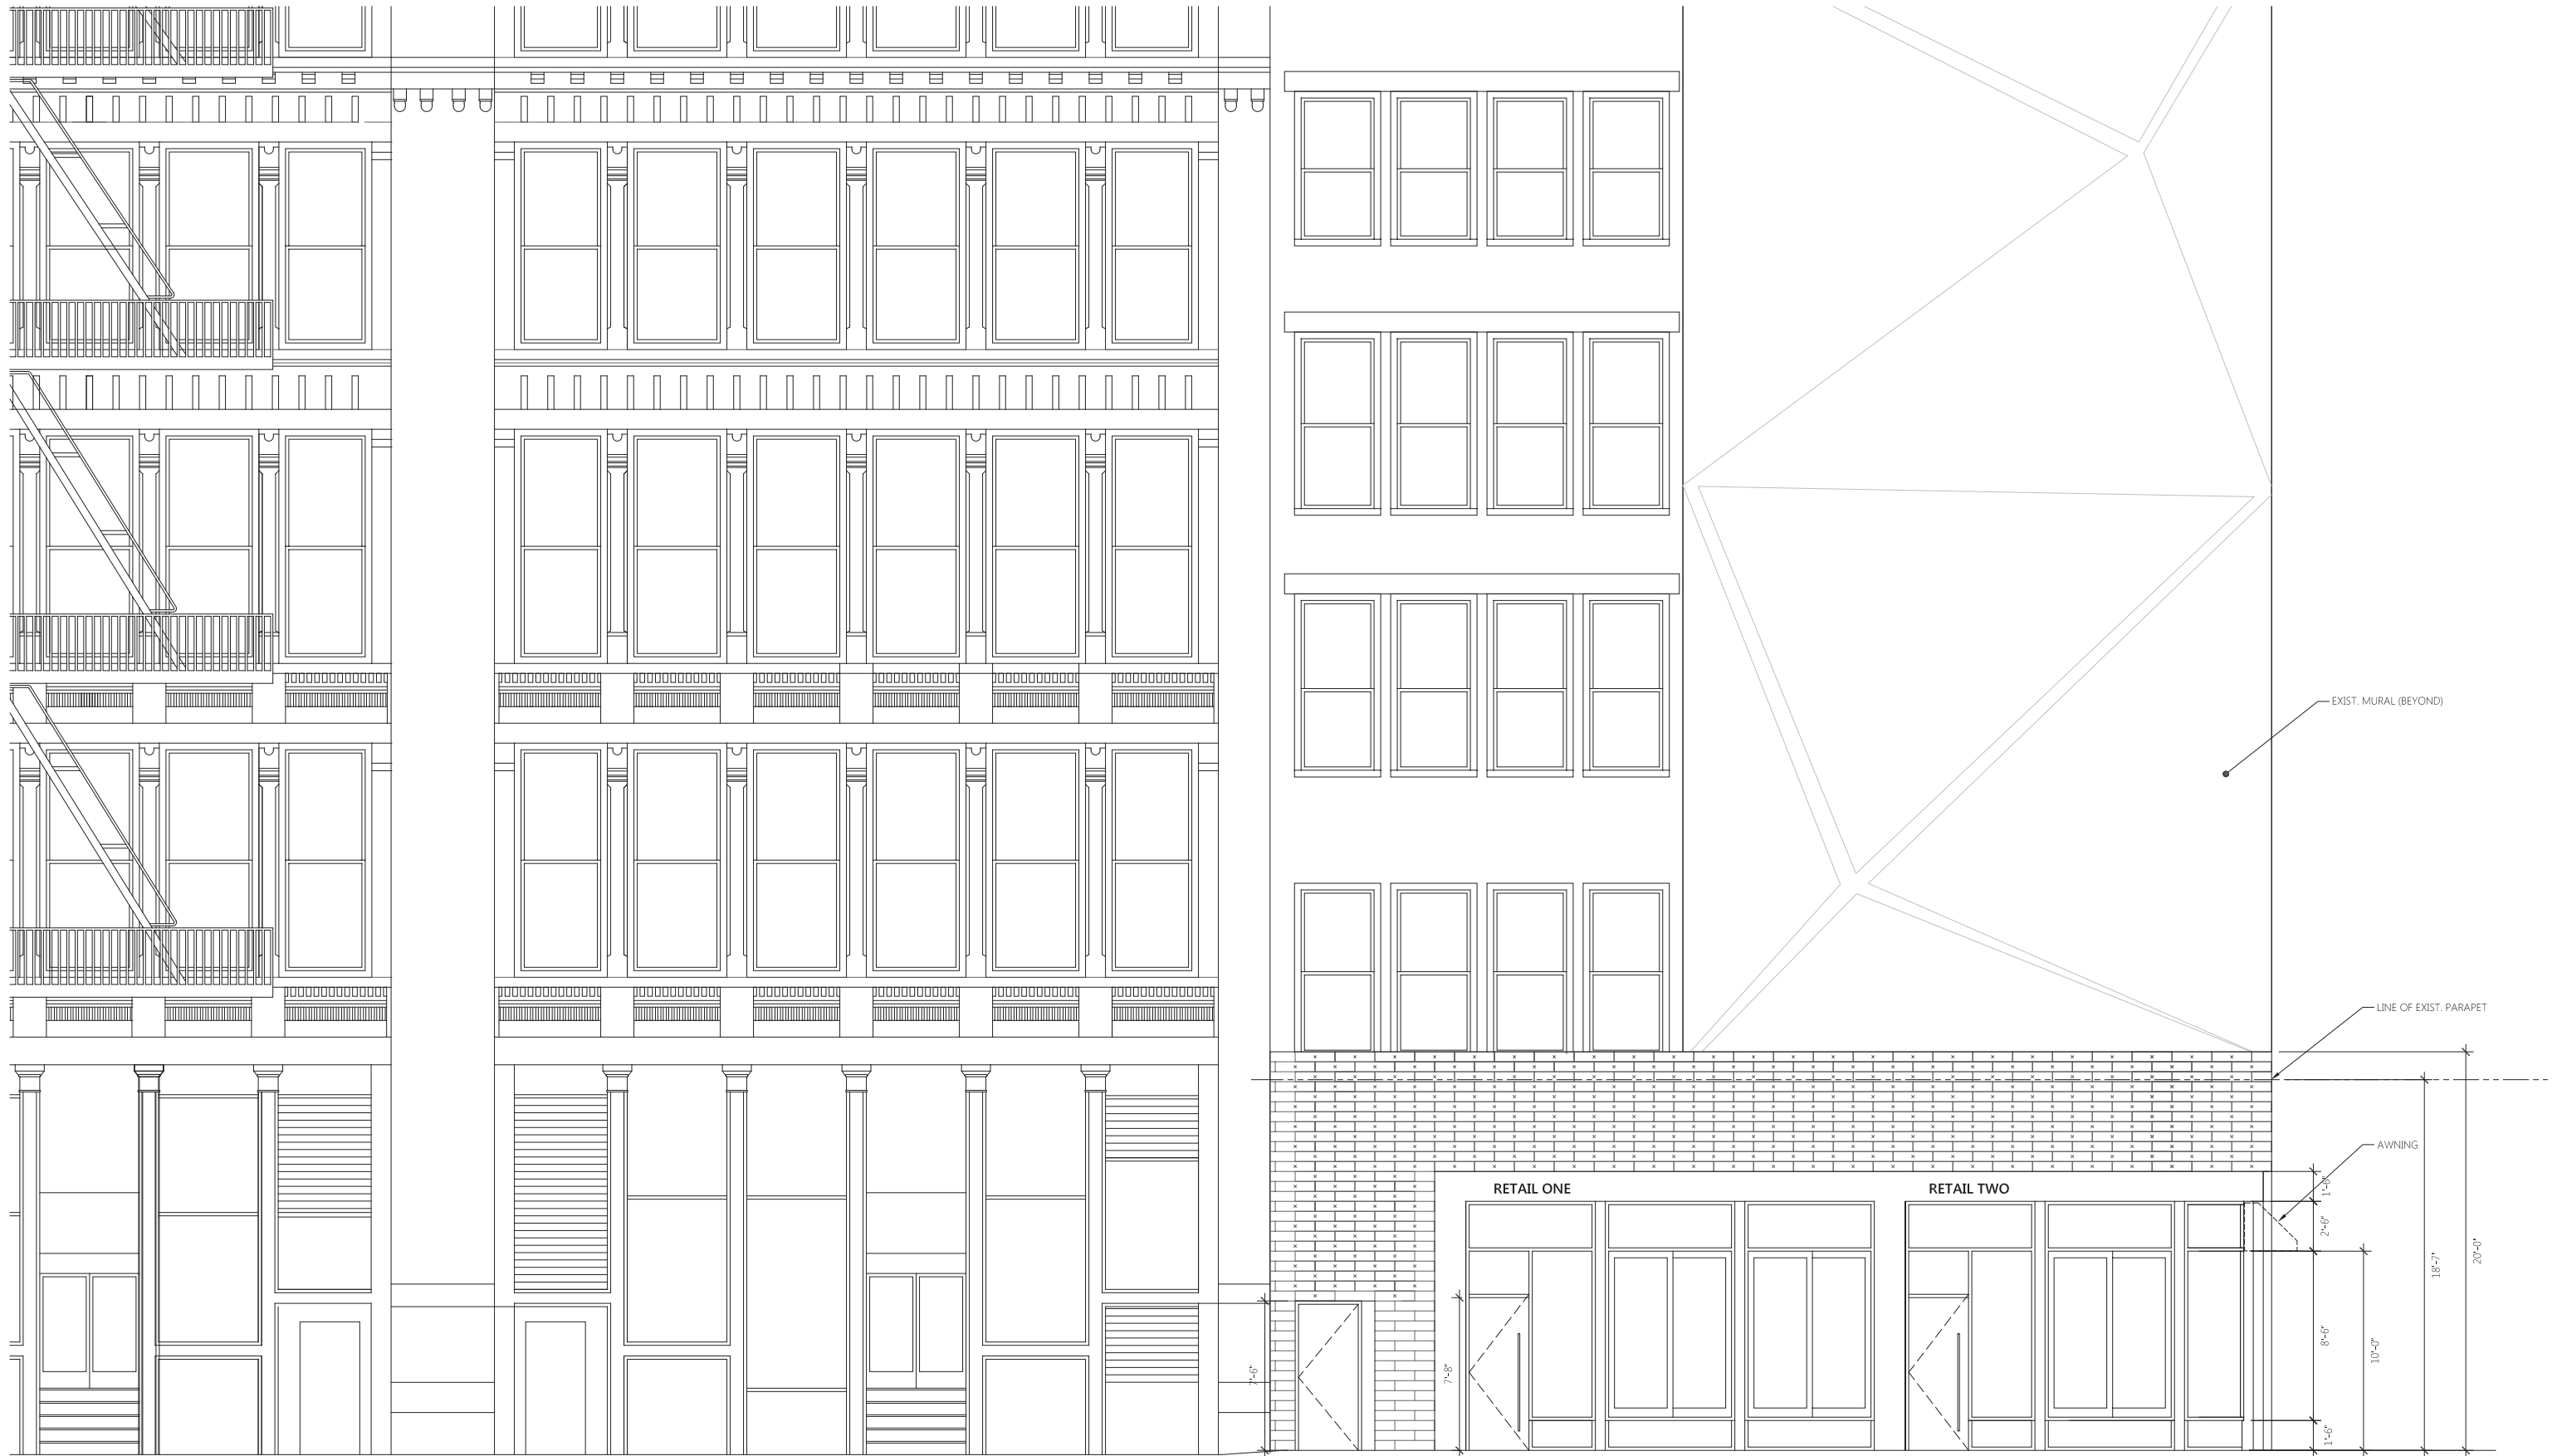 EXIST. MURAL (BEYOND)
LINE OF EXIST. PARAPET
AWNING
RETAIL ONE
RETAIL TWO
1'-6"
2'-6"
20'-0"
18'-7"
8'-6"
10'-0"
7'-6"
7'-8"
1'-6"